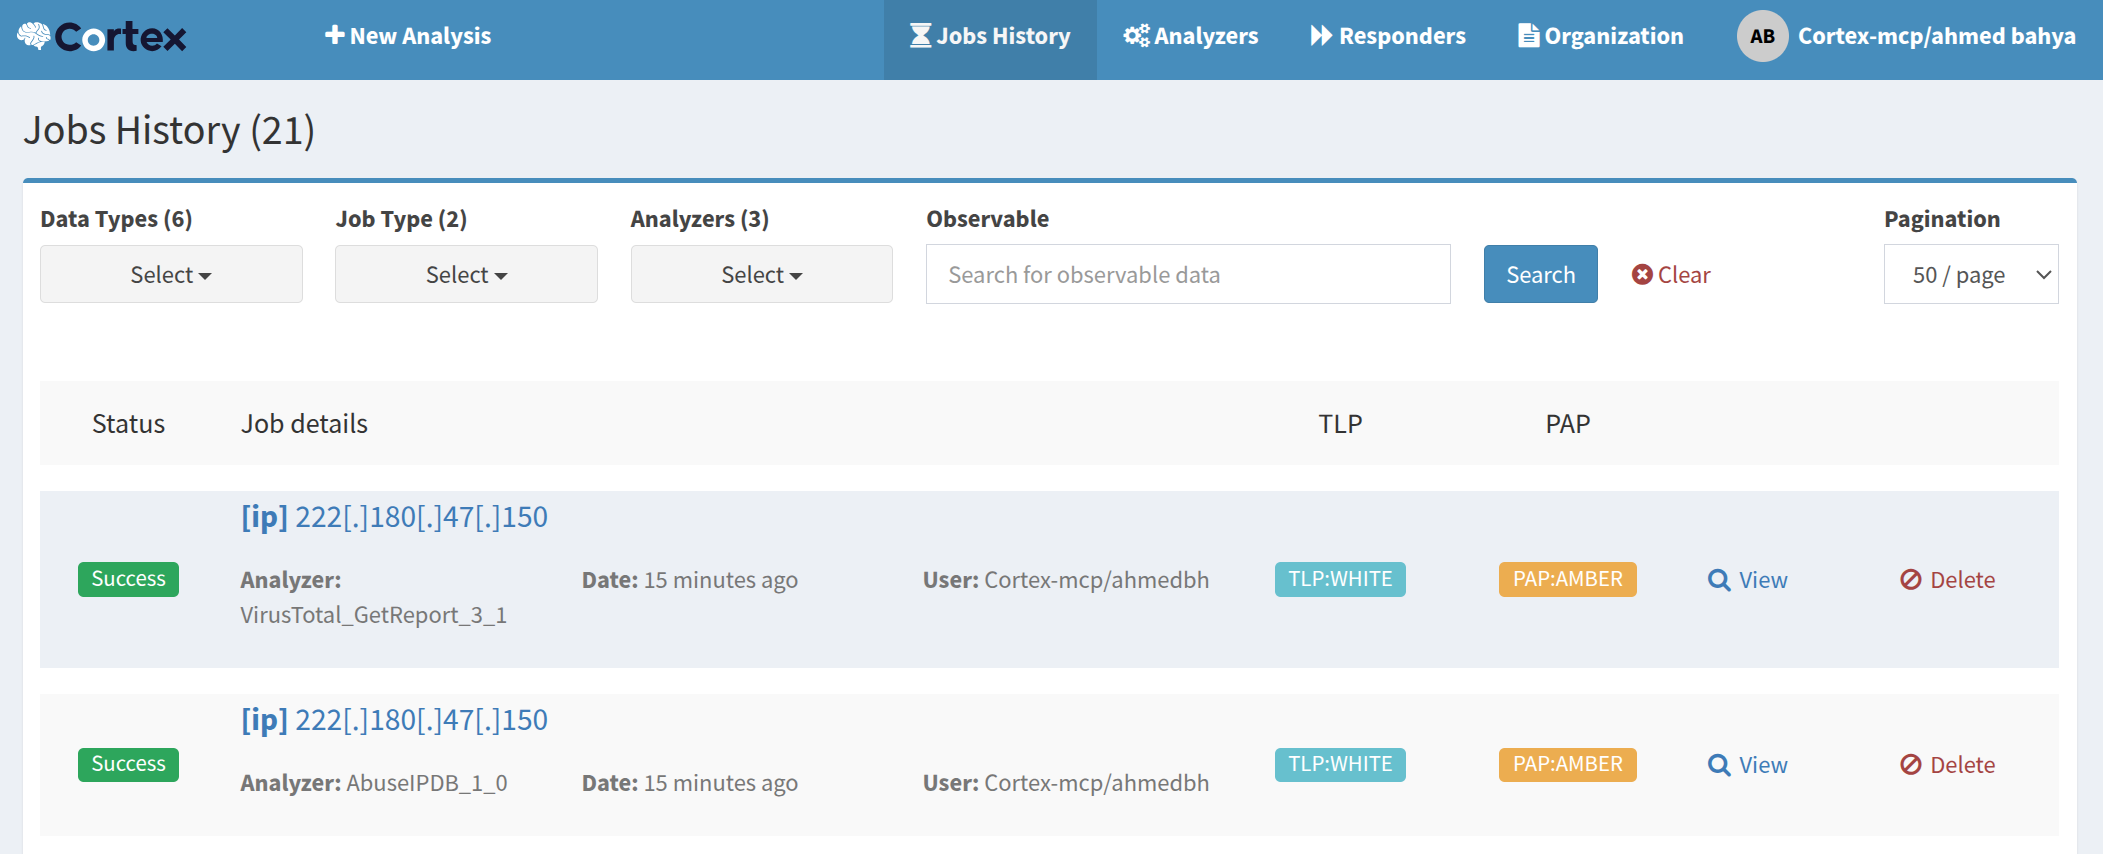 Cortex
New Analysis
Jobs History
Analyzers
Responders
Organization
AB
Cortex-mcp/ahmed bahya
Jobs History (21)
Data Types (6)
Job Type (2)
Analyzers (3)
Observable
Pagination
Select
Select
Select
Search for observable data
Search
Clear
50 / page
Status
Job details
TLP
PAP
[ip] 222[.]180[.]47[.]150
Success
Analyzer:
VirusTotal_GetReport_3_1
Date: 15 minutes ago
User: Cortex-mcp/ahmedbh
TLP:WHITE
PAP:AMBER
View
Delete
[ip] 222[.]180[.]47[.]150
Success
Analyzer: AbuseIPDB_1_0
Date: 15 minutes ago
User: Cortex-mcp/ahmedbh
TLP:WHITE
PAP:AMBER
View
Delete